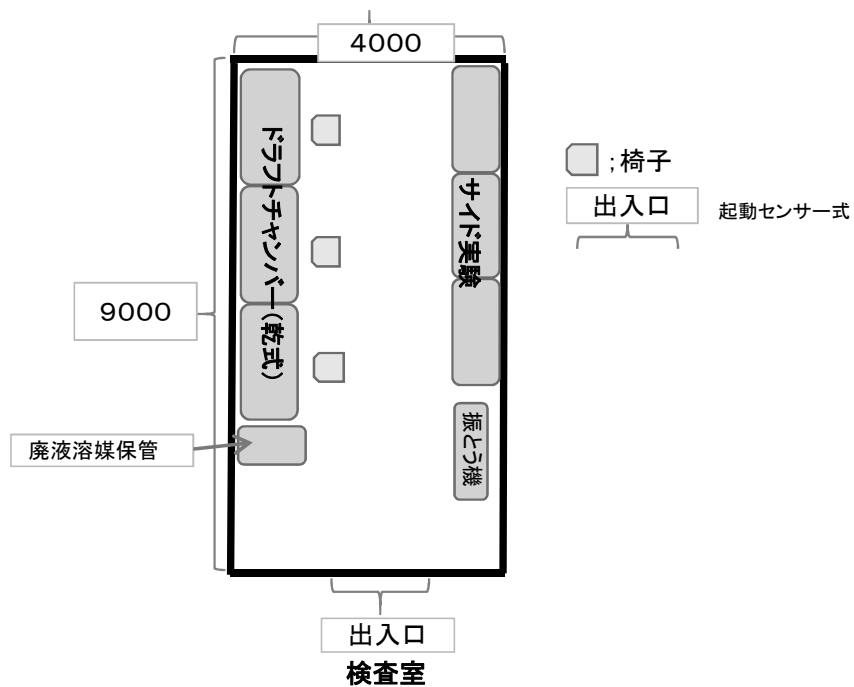 4000
ドラフトチャンバー(乾式)
サイド実験
;椅子
出入口
起動センサー式
9000
廃液溶媒保管
振とう機
出入口
検査室